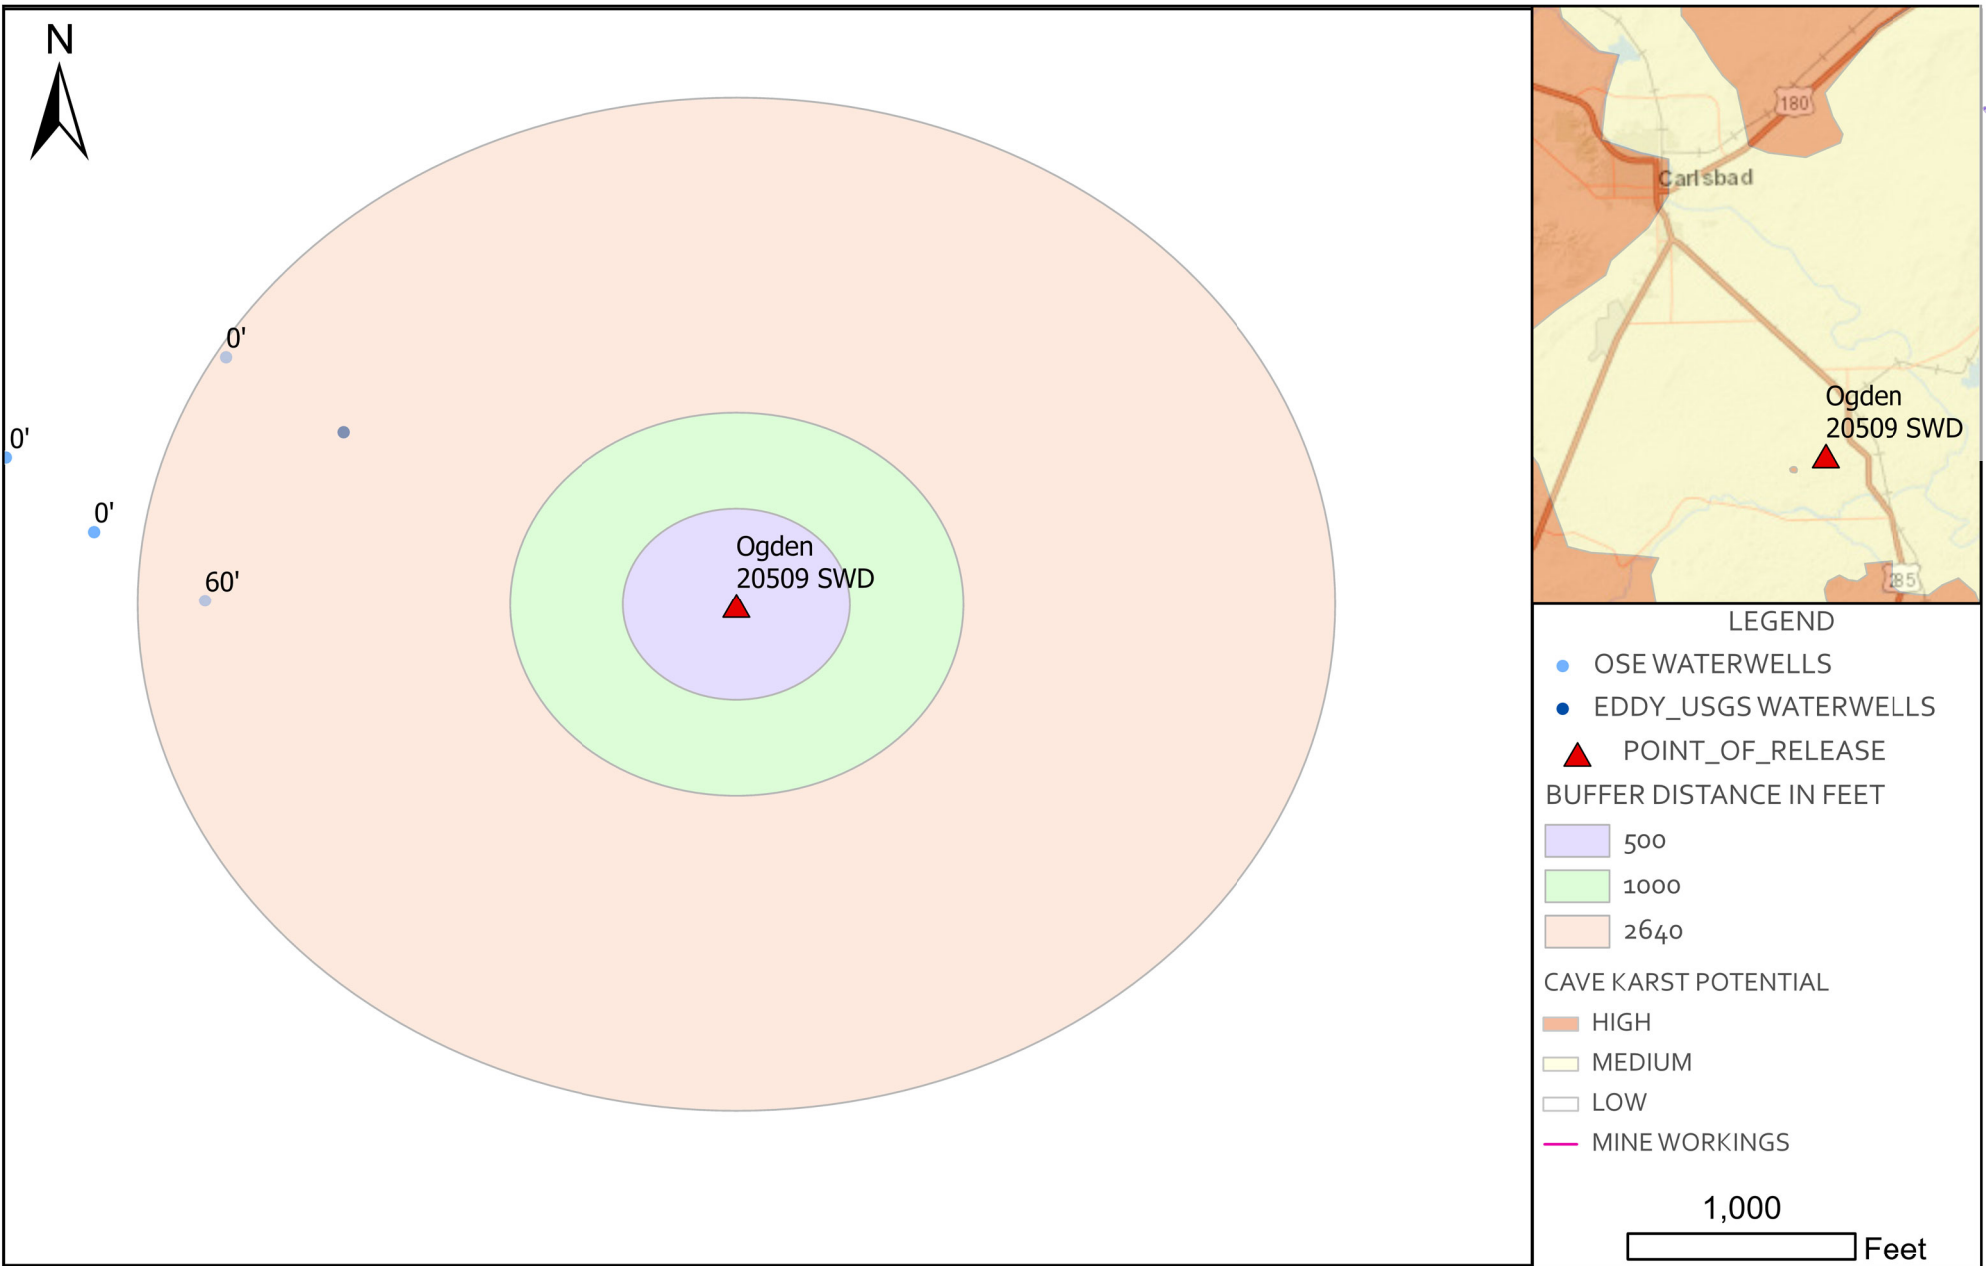 N
0'
0'
0'
60'
Ogden
20509 SWD
180
Carlsbad
Ogden
20509 SWD
285
LEGEND
OSE WATERWELLS
EDDY_USGS WATERWELLS
POINT_OF_RELEASE
BUFFER DISTANCE IN FEET
500
1000
2640
CAVE KARST POTENTIAL
HIGH
MEDIUM
LOW
MINE WORKINGS
1,000
Feet